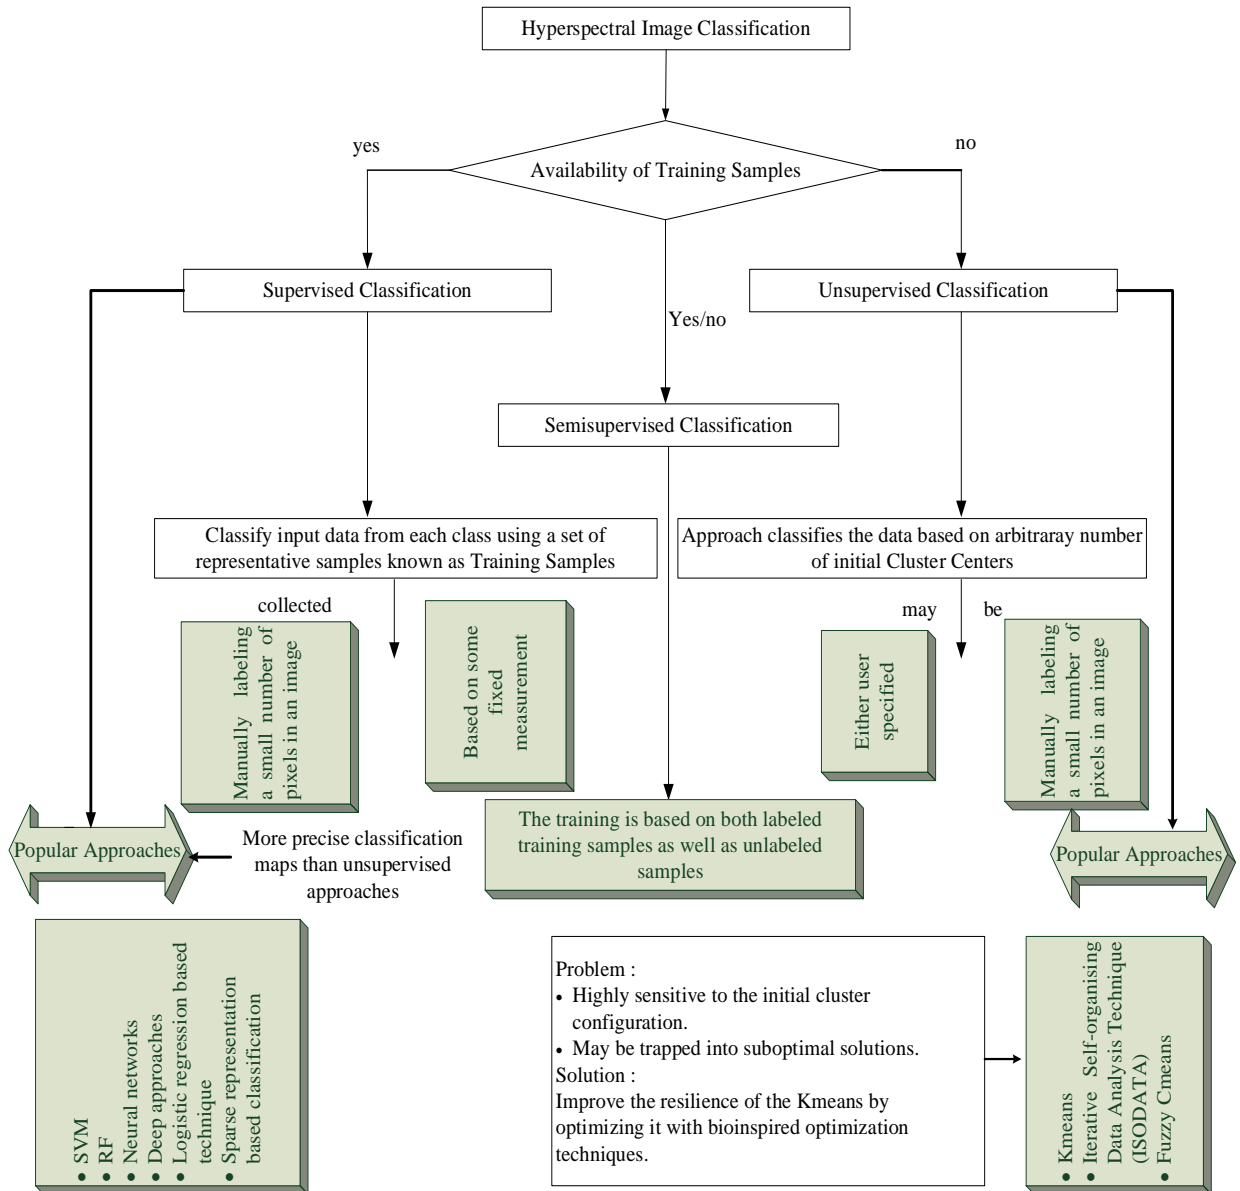 Hyperspectral Image Classification
yes
no
Availability of Training Samples
Supervised Classification
Unsupervised Classification
Yes/no
Semisupervised Classification
Classify input data from each class using a set of
representative samples known as Training Samples
Approach classifies the data based on arbitraray number
of initial Cluster Centers
collected
may
be
Manually labeling
a small number of
pixels in an image
Based on some
fixed
measurement
Either user
specified
Manually labeling
a small number of
pixels in an image
The training is based on both labeled
training samples as well as unlabeled
samples
Popular Approaches
More precise classification
maps than unsupervised
approaches
Popular Approaches
• SVM
• RF
• Neural networks
• Deep approaches
• Logistic regression based
technique
• Sparse representation
based classification
Problem :
• Highly sensitive to the initial cluster
configuration.
• May be trapped into suboptimal solutions.
Solution :
Improve the resilience of the Kmeans by
optimizing it with bioinspired optimization
techniques.
• Kmeans
• Iterative Self-organising
Data Analysis Technique
(ISODATA)
• Fuzzy Cmeans